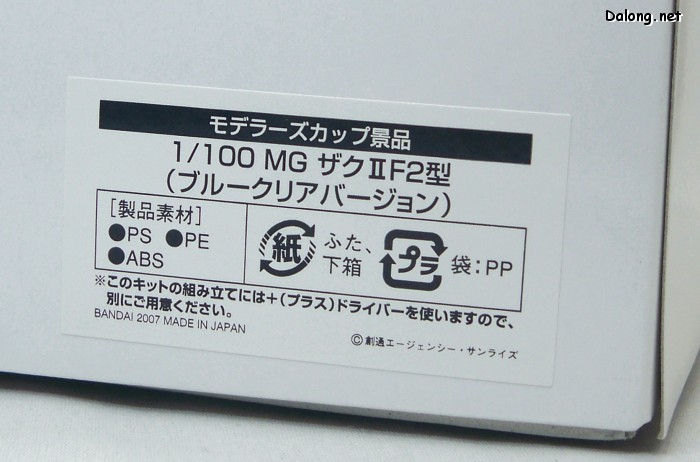 Dalong.net
モデラーズカップ景品
1/100 MG ザクⅡF2型
(ブルークリアバージョン)
[製品素材]
●PS ●PE
●ABS
紙
ふた、
下箱
プラ
袋:PP
※このキットの組み立てには+(プラス)ドライバーを使いますので、
別にご用意ください。
BANDAI 2007 MADE IN JAPAN
©創通エージェンシー・サンライズ